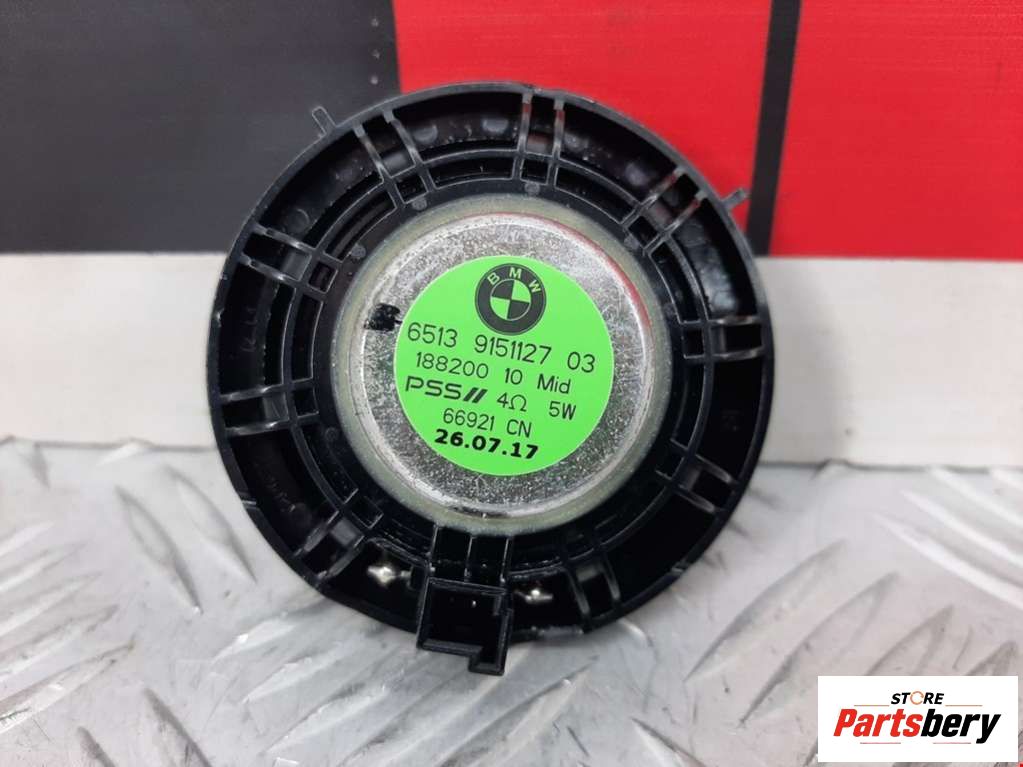 BMW
6513 9151127 03
188200 10 Mid
PSS// 4Ω 5W
66921 CN
26.07.17
STORE
Partsbery